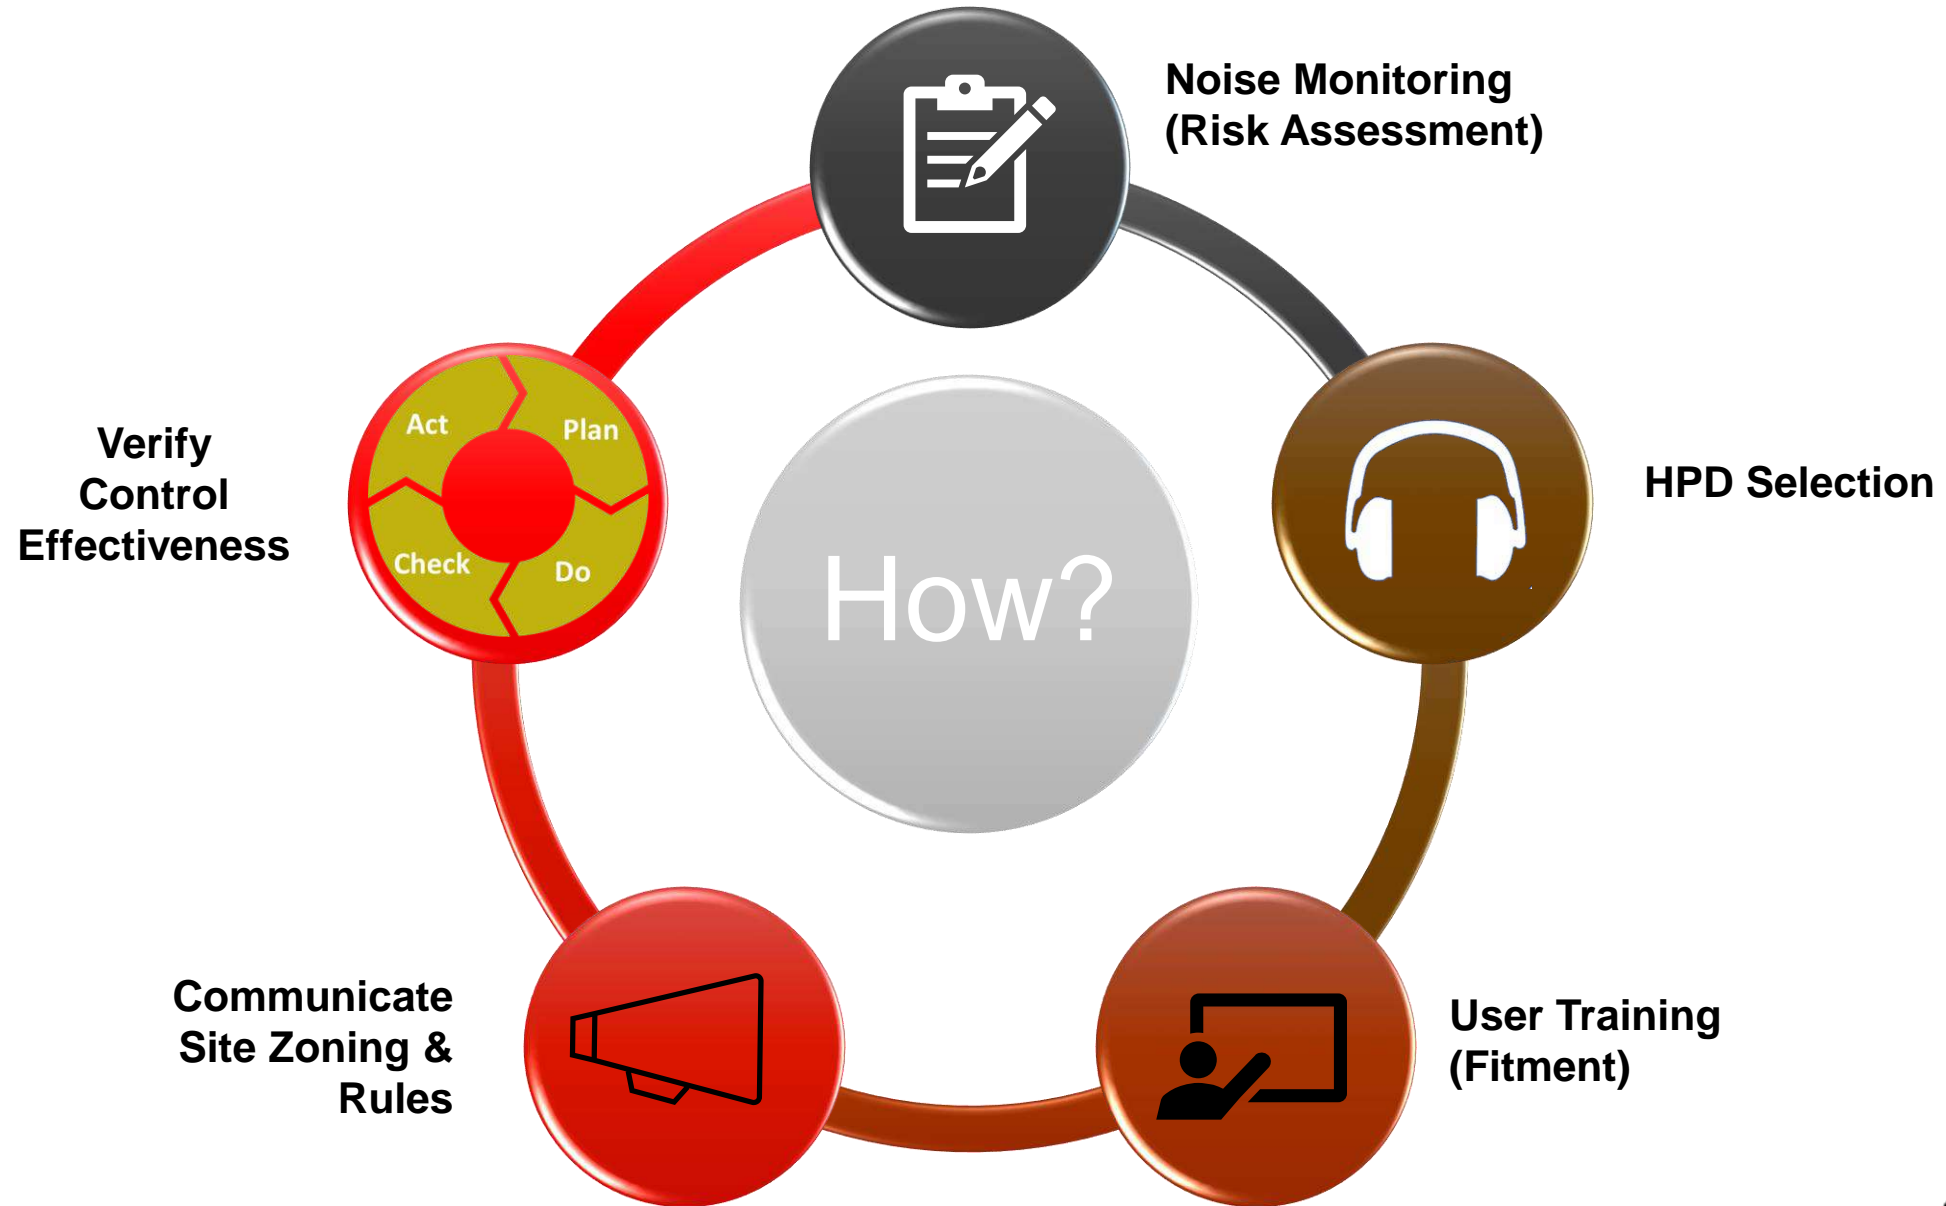 Noise Monitoring
(Risk Assessment)
HPD Selection
User Training
(Fitment)
Communicate
Site Zoning &
Rules
Verify
Control
Effectiveness
Act
Plan
Check
Do
How?